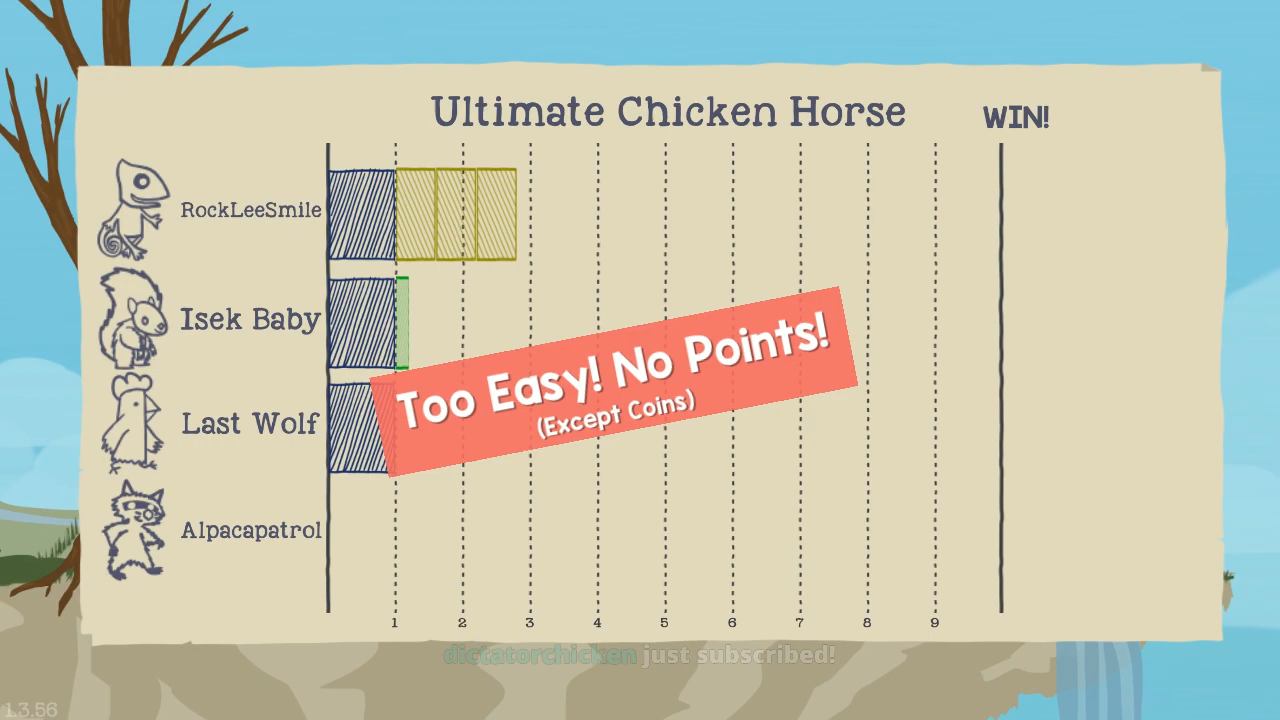 Ultimate Chicken Horse
WIN!
RockLeeSmile
Isek Baby
Too Easy! No Points!
(Except Coins)
Last Wolf
Alpacapatrol
1 2 3 4 5 6 7 8 9
dictatorchicken just subscribed!
1.3.56